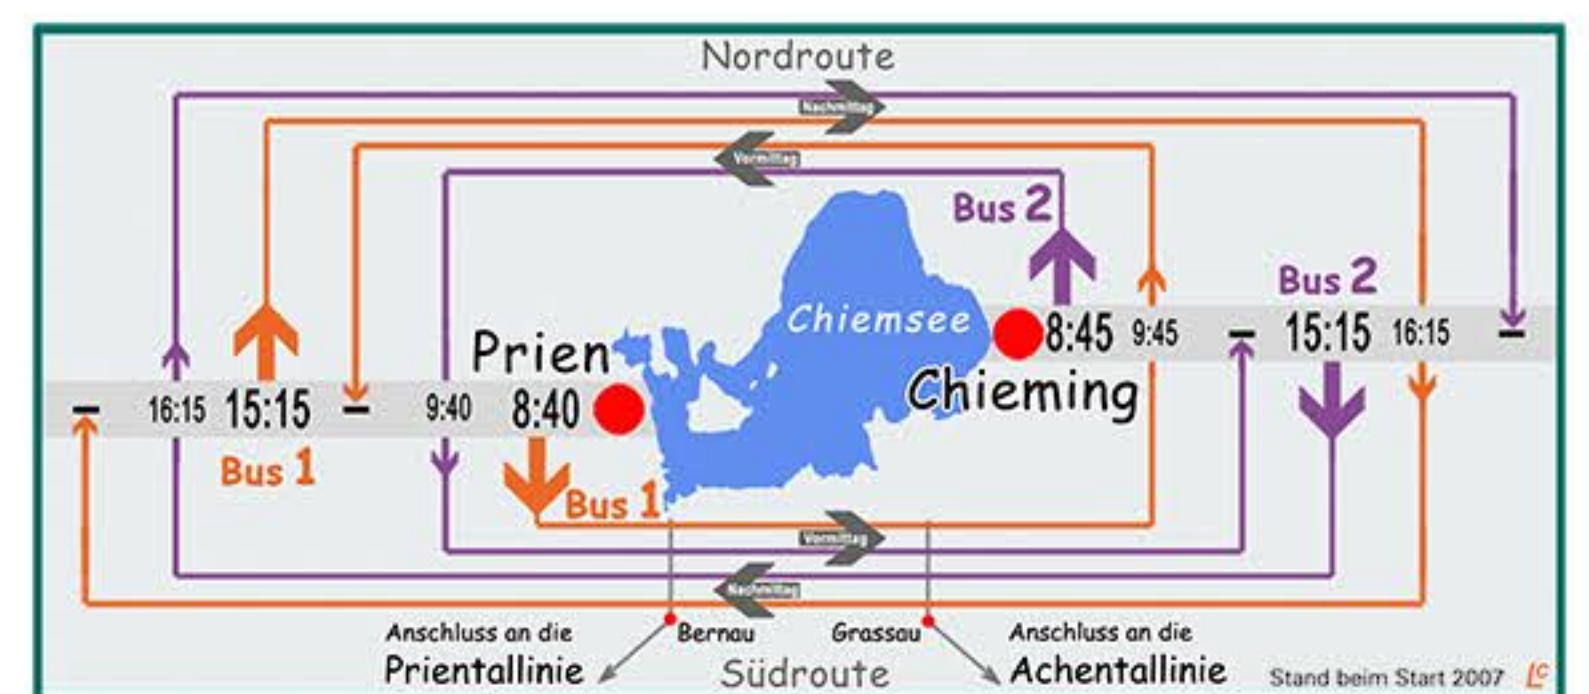 Nordroute
Nachmittag
Vormittag
Bus 2
Bus 2
Chiemsee
8:45 9:45 – 15:15 16:15 –
Prien
Chieming
– 16:15 15:15 – 9:40 8:40
Bus 1
Bus 1
Vormittag
Nachmittag
Anschluss an die
Prientallinie
Bernau
Grassau
Anschluss an die
Achentallinie
Südroute
Stand beim Start 2007
LC